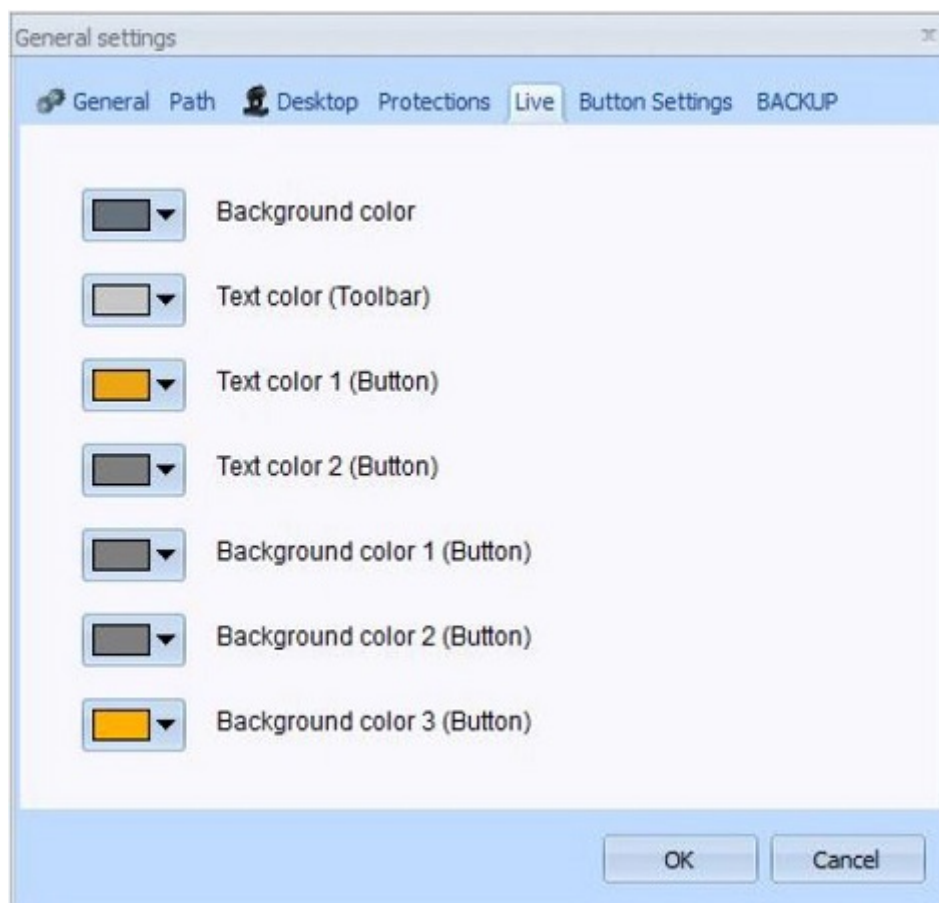 General settings
General Path Desktop Protections Live Button Settings BACKUP
Background color
Text color (Toolbar)
Text color 1 (Button)
Text color 2 (Button)
Background color 1 (Button)
Background color 2 (Button)
Background color 3 (Button)
OK Cancel